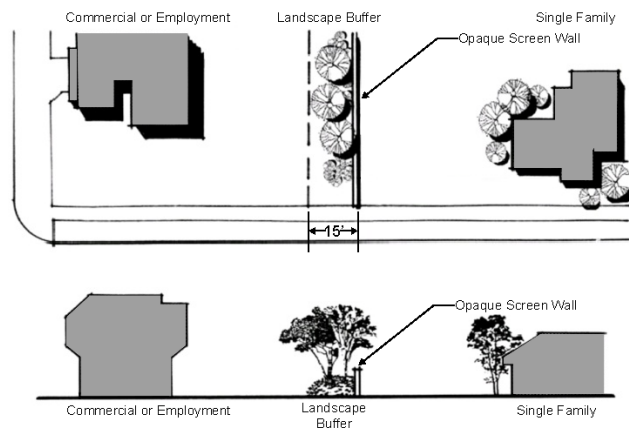 Commercial or Employment
Landscape Buffer
Single Family
Opaque Screen Wall
15'
Opaque Screen Wall
Commercial or Employment
Landscape
Buffer
Single Family